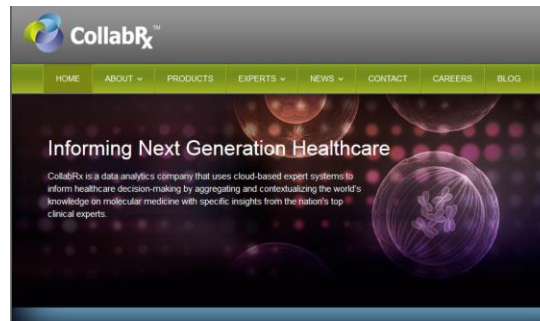 CollabRx™
HOME ABOUT PRODUCTS EXPERTS NEWS CONTACT CAREERS BLOG
Informing Next Generation Healthcare
CollabRx is a data analytics company that uses cloud-based expert systems to
inform healthcare decision-making by aggregating and contextualizing the world's
knowledge on molecular medicine with specific insights from the nation's top
clinical experts.